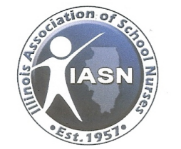 Illinois Association of School Nurses
IASN
•Est. 1957•